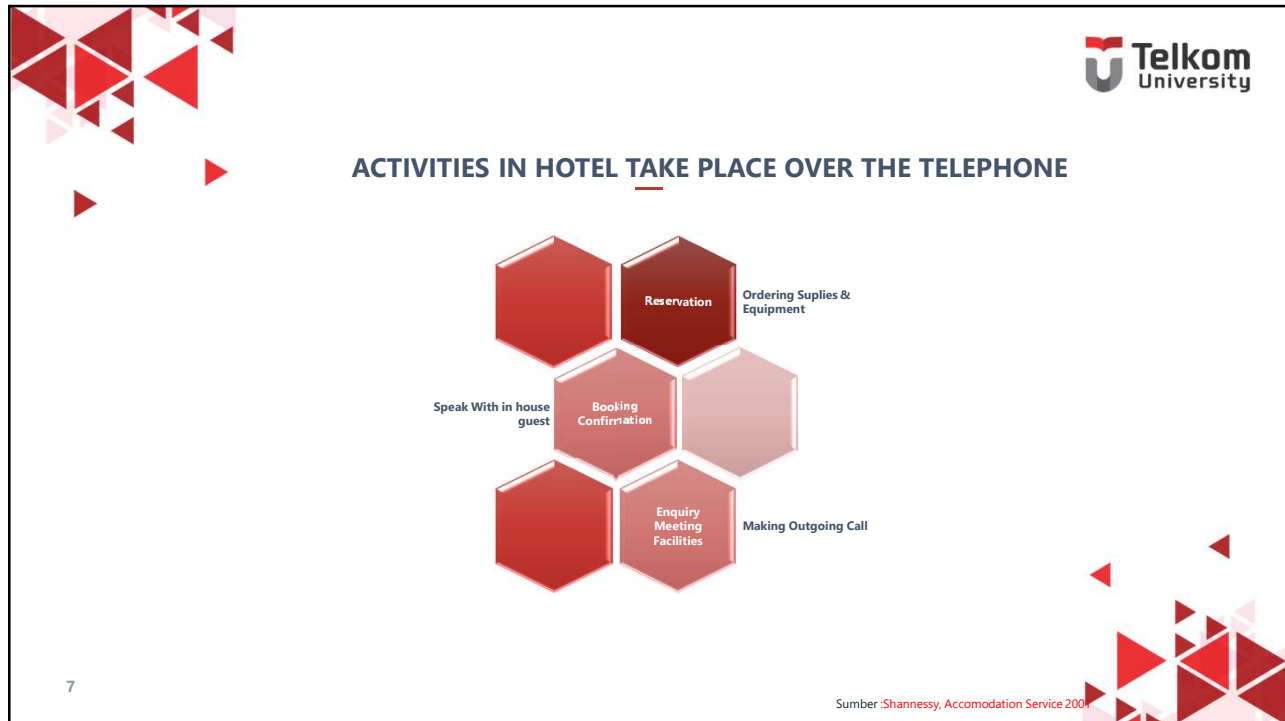 Telkom
University
ACTIVITIES IN HOTEL TAKE PLACE OVER THE TELEPHONE
Reservation
Ordering Suplies &
Equipment
Speak With in house
guest
Booking
Confirmation
Enquiry
Meeting
Facilities
Making Outgoing Call
7
Sumber :Shannessy, Accomodation Service 2001